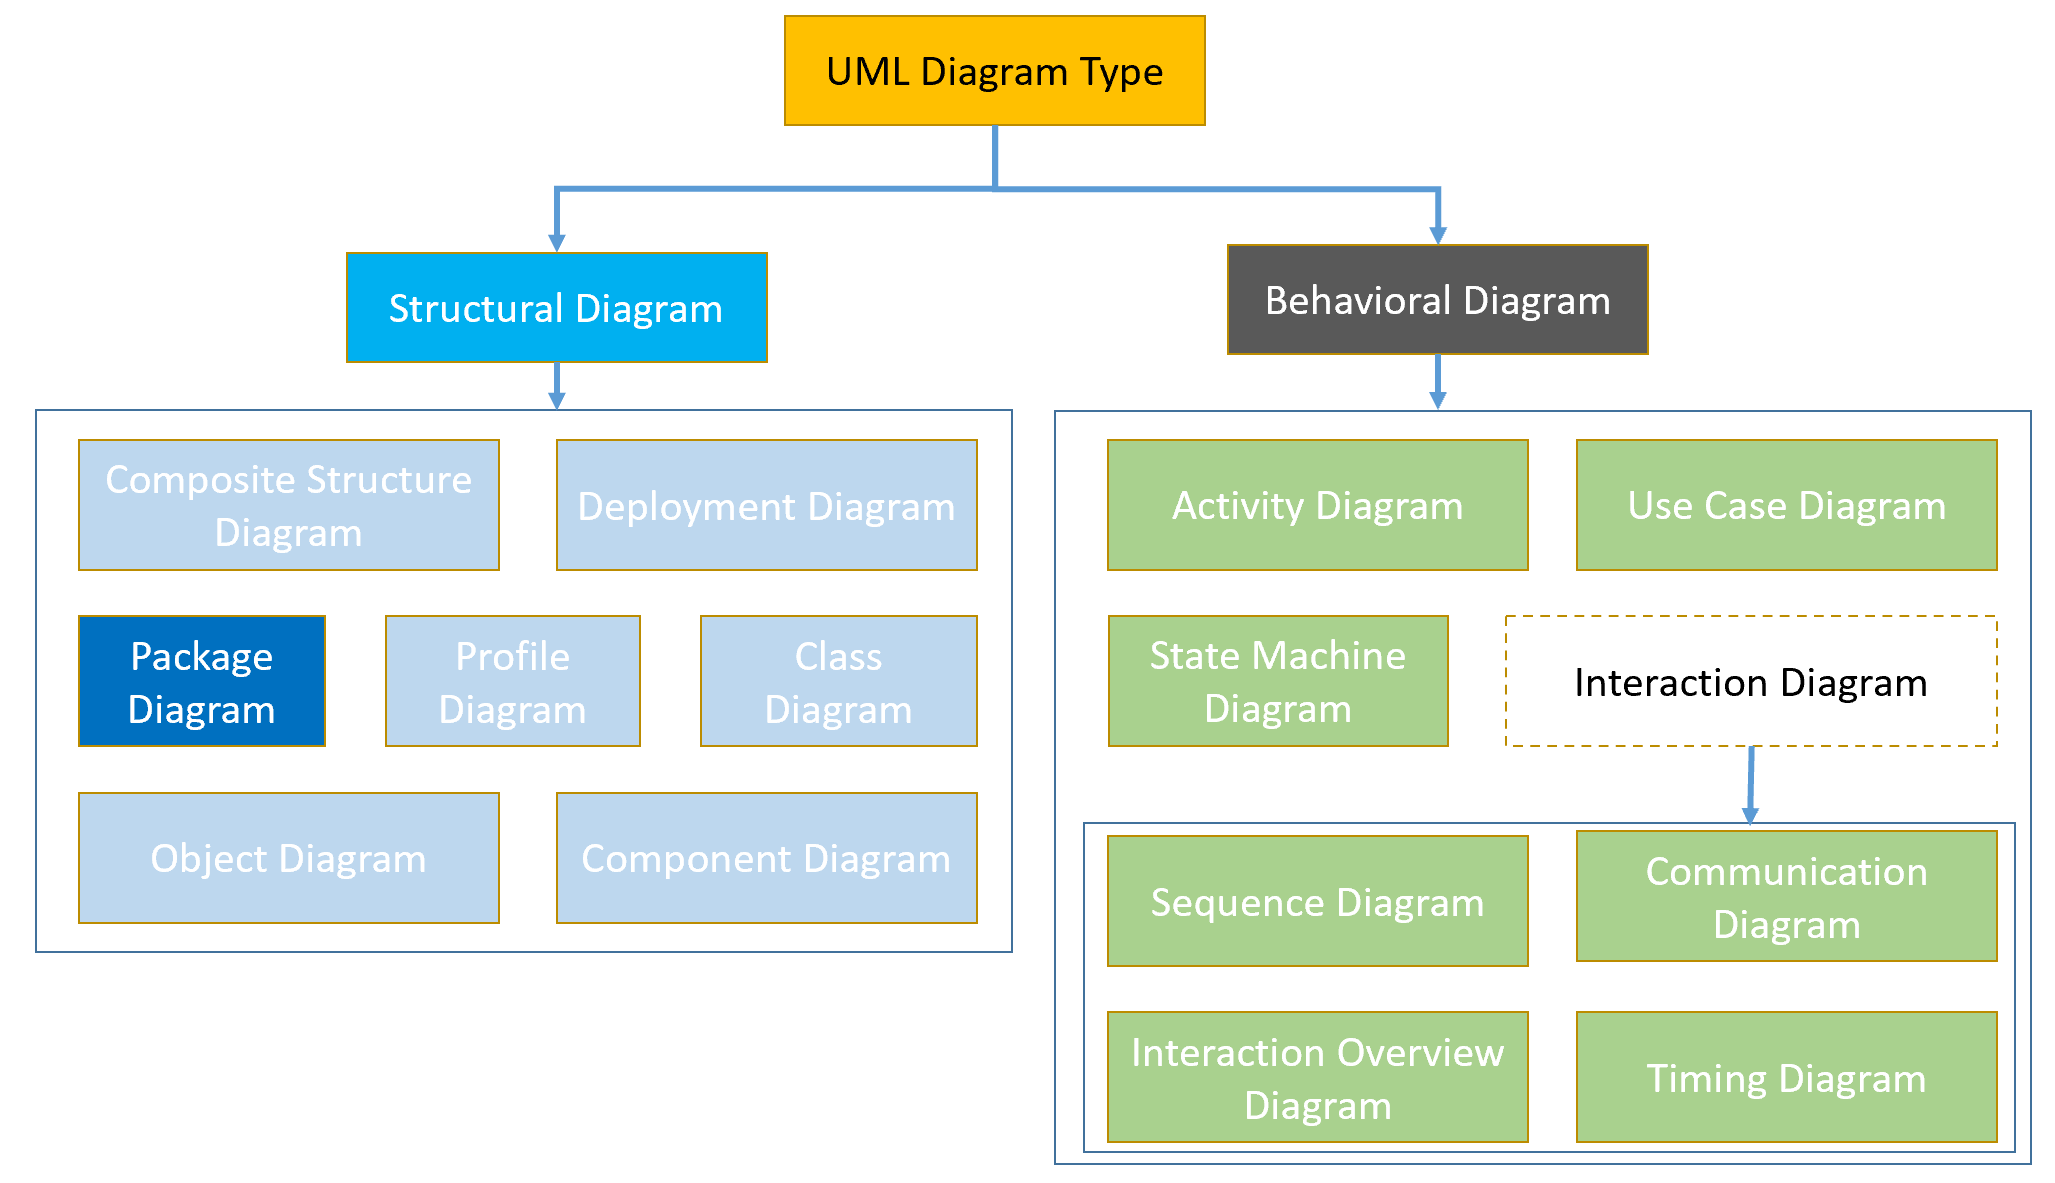 UML Diagram Type
Structural Diagram
Behavioral Diagram
Composite Structure
Diagram
Deployment Diagram
Package
Diagram
Profile
Diagram
Class
Diagram
Object Diagram
Component Diagram
Activity Diagram
Use Case Diagram
State Machine
Diagram
Interaction Diagram
Sequence Diagram
Communication
Diagram
Interaction Overview
Diagram
Timing Diagram